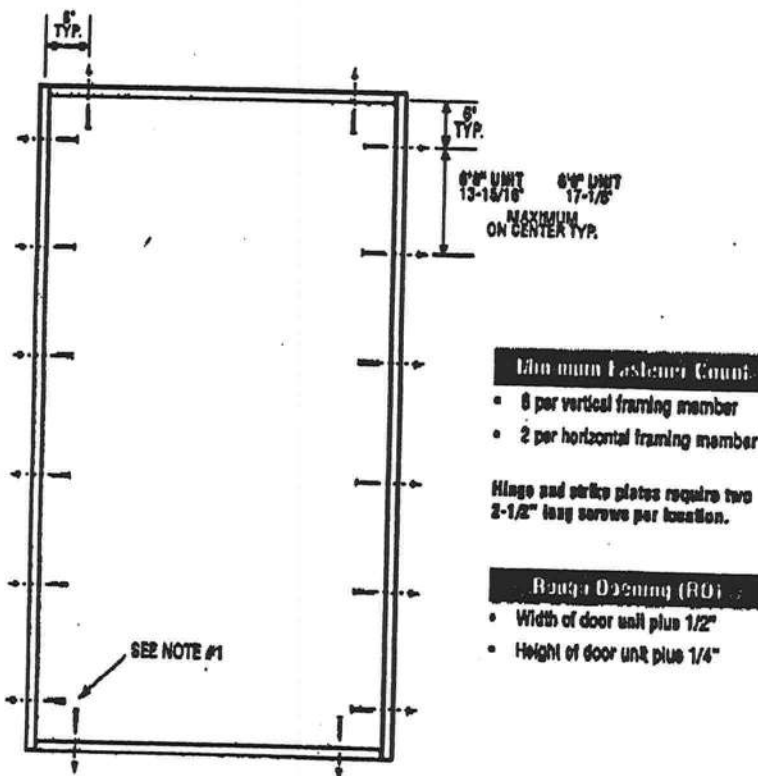 6"
TYP.
6"
TYP.
6'8" UNIT 8'0" UNIT
13-15/16" 17-1/8"
MAXIMUM
ON CENTER TYP.
Minimum Fastener Count
• 6 per vertical framing member
• 2 per horizontal framing member
Hinge and strike plates require two
2-1/2" long screws per location.
Rough Opening (RO)
• Width of door unit plus 1/2"
• Height of door unit plus 1/4"
SEE NOTE #1